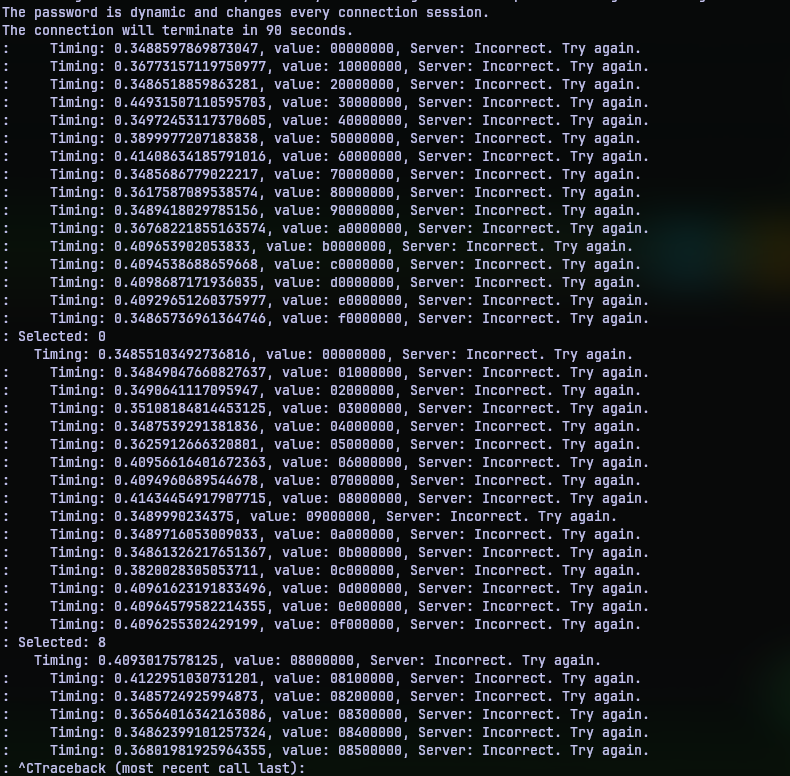 The password is dynamic and changes every connection session.
The connection will terminate in 90 seconds.
:     Timing: 0.3488597869873047, value: 00000000, Server: Incorrect. Try again.
:     Timing: 0.36773157119750977, value: 10000000, Server: Incorrect. Try again.
:     Timing: 0.3486518859863281, value: 20000000, Server: Incorrect. Try again.
:     Timing: 0.44931507110595703, value: 30000000, Server: Incorrect. Try again.
:     Timing: 0.34972453117370605, value: 40000000, Server: Incorrect. Try again.
:     Timing: 0.3899977207183838, value: 50000000, Server: Incorrect. Try again.
:     Timing: 0.41408634185791016, value: 60000000, Server: Incorrect. Try again.
:     Timing: 0.3485686779022217, value: 70000000, Server: Incorrect. Try again.
:     Timing: 0.3617587089538574, value: 80000000, Server: Incorrect. Try again.
:     Timing: 0.3489418029785156, value: 90000000, Server: Incorrect. Try again.
:     Timing: 0.36768221855163574, value: a0000000, Server: Incorrect. Try again.
:     Timing: 0.409653902053833, value: b0000000, Server: Incorrect. Try again.
:     Timing: 0.4094538688659668, value: c0000000, Server: Incorrect. Try again.
:     Timing: 0.4098687171936035, value: d0000000, Server: Incorrect. Try again.
:     Timing: 0.40929651260375977, value: e0000000, Server: Incorrect. Try again.
:     Timing: 0.34865736961364746, value: f0000000, Server: Incorrect. Try again.
: Selected: 0
    Timing: 0.34855103492736816, value: 00000000, Server: Incorrect. Try again.
:     Timing: 0.34849047660827637, value: 01000000, Server: Incorrect. Try again.
:     Timing: 0.3490641117095947, value: 02000000, Server: Incorrect. Try again.
:     Timing: 0.35108184814453125, value: 03000000, Server: Incorrect. Try again.
:     Timing: 0.3487539291381836, value: 04000000, Server: Incorrect. Try again.
:     Timing: 0.3625912666320801, value: 05000000, Server: Incorrect. Try again.
:     Timing: 0.40956616401672363, value: 06000000, Server: Incorrect. Try again.
:     Timing: 0.4094960689544678, value: 07000000, Server: Incorrect. Try again.
:     Timing: 0.41434454917907715, value: 08000000, Server: Incorrect. Try again.
:     Timing: 0.3489990234375, value: 09000000, Server: Incorrect. Try again.
:     Timing: 0.3489716053009033, value: 0a000000, Server: Incorrect. Try again.
:     Timing: 0.34861326217651367, value: 0b000000, Server: Incorrect. Try again.
:     Timing: 0.3820028305053711, value: 0c000000, Server: Incorrect. Try again.
:     Timing: 0.40961623191833496, value: 0d000000, Server: Incorrect. Try again.
:     Timing: 0.40964579582214355, value: 0e000000, Server: Incorrect. Try again.
:     Timing: 0.4096255302429199, value: 0f000000, Server: Incorrect. Try again.
: Selected: 8
    Timing: 0.4093017578125, value: 08000000, Server: Incorrect. Try again.
:     Timing: 0.4122951030731201, value: 08100000, Server: Incorrect. Try again.
:     Timing: 0.3485724925994873, value: 08200000, Server: Incorrect. Try again.
:     Timing: 0.36564016342163086, value: 08300000, Server: Incorrect. Try again.
:     Timing: 0.34862399101257324, value: 08400000, Server: Incorrect. Try again.
:     Timing: 0.36801981925964355, value: 08500000, Server: Incorrect. Try again.
: ^CTraceback (most recent call last):